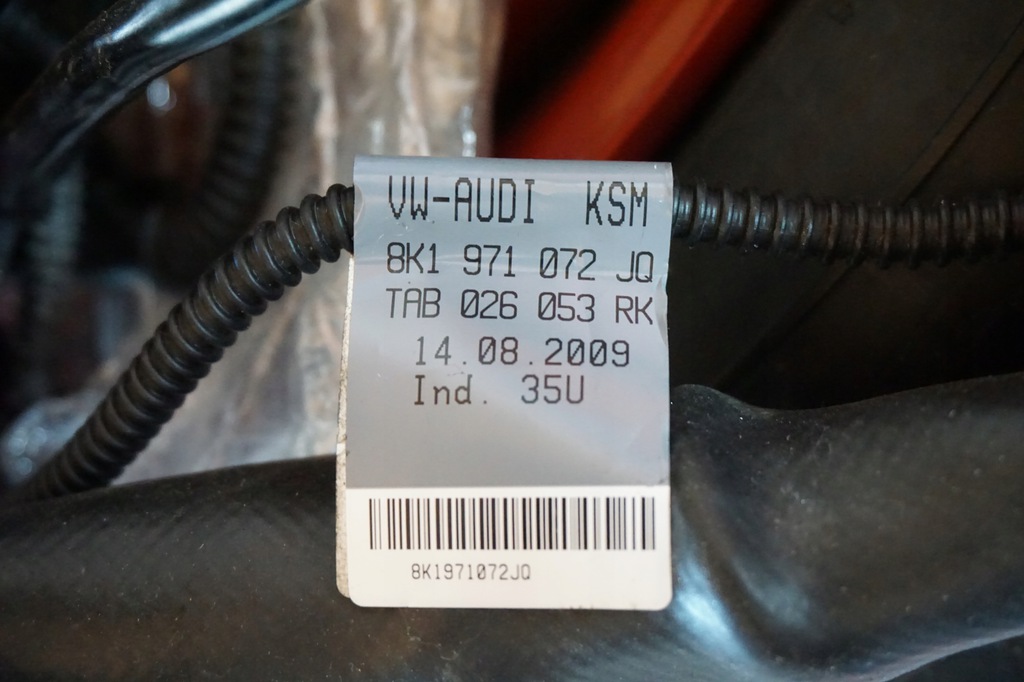 VW-AUDI KSM
8K1 971 072 JQ
TAB 026 053 RK
14.08.2009
Ind. 35U
8K1971072JQ